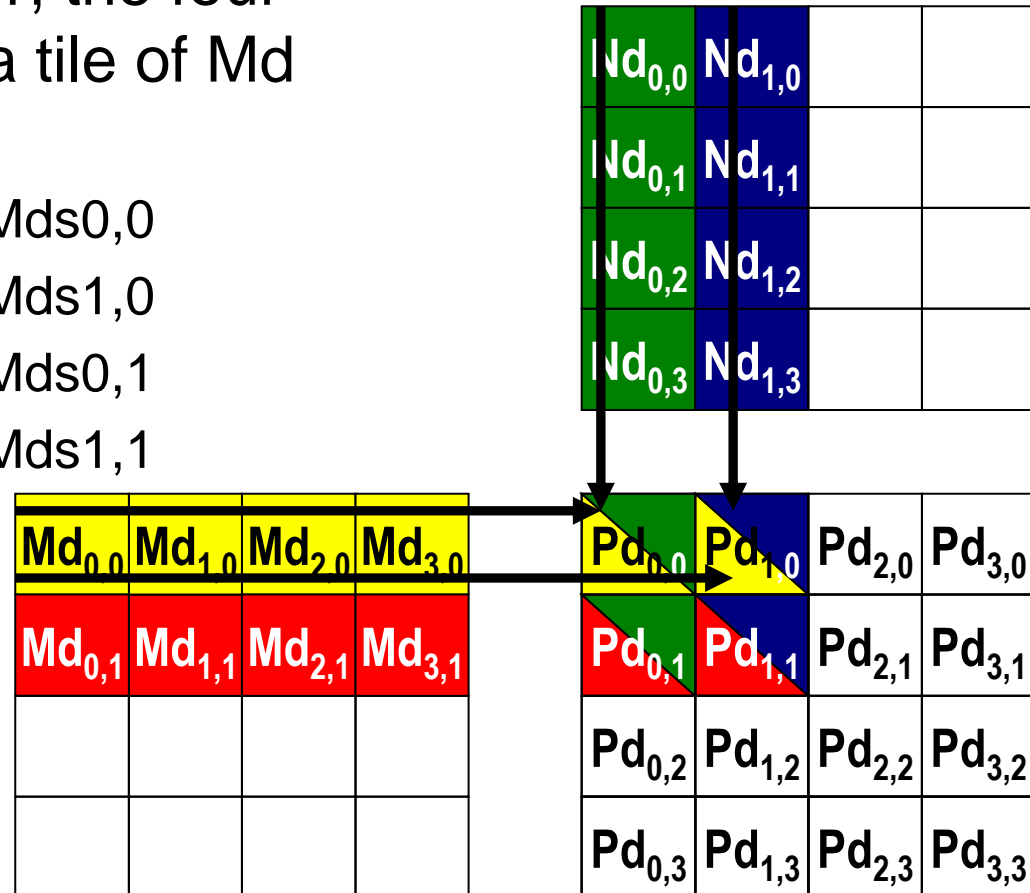 a tile of Md
Mds0,0
Mds1,0
Mds0,1
Mds1,1
Nd0,0 Nd1,0
Nd0,1 Nd1,1
Nd0,2 Nd1,2
Nd0,3 Nd1,3
Md0,0 Md1,0 Md2,0 Md3,0
Md0,1 Md1,1 Md2,1 Md3,1
Pd0,0 Pd1,0 Pd2,0 Pd3,0
Pd0,1 Pd1,1 Pd2,1 Pd3,1
Pd0,2 Pd1,2 Pd2,2 Pd3,2
Pd0,3 Pd1,3 Pd2,3 Pd3,3